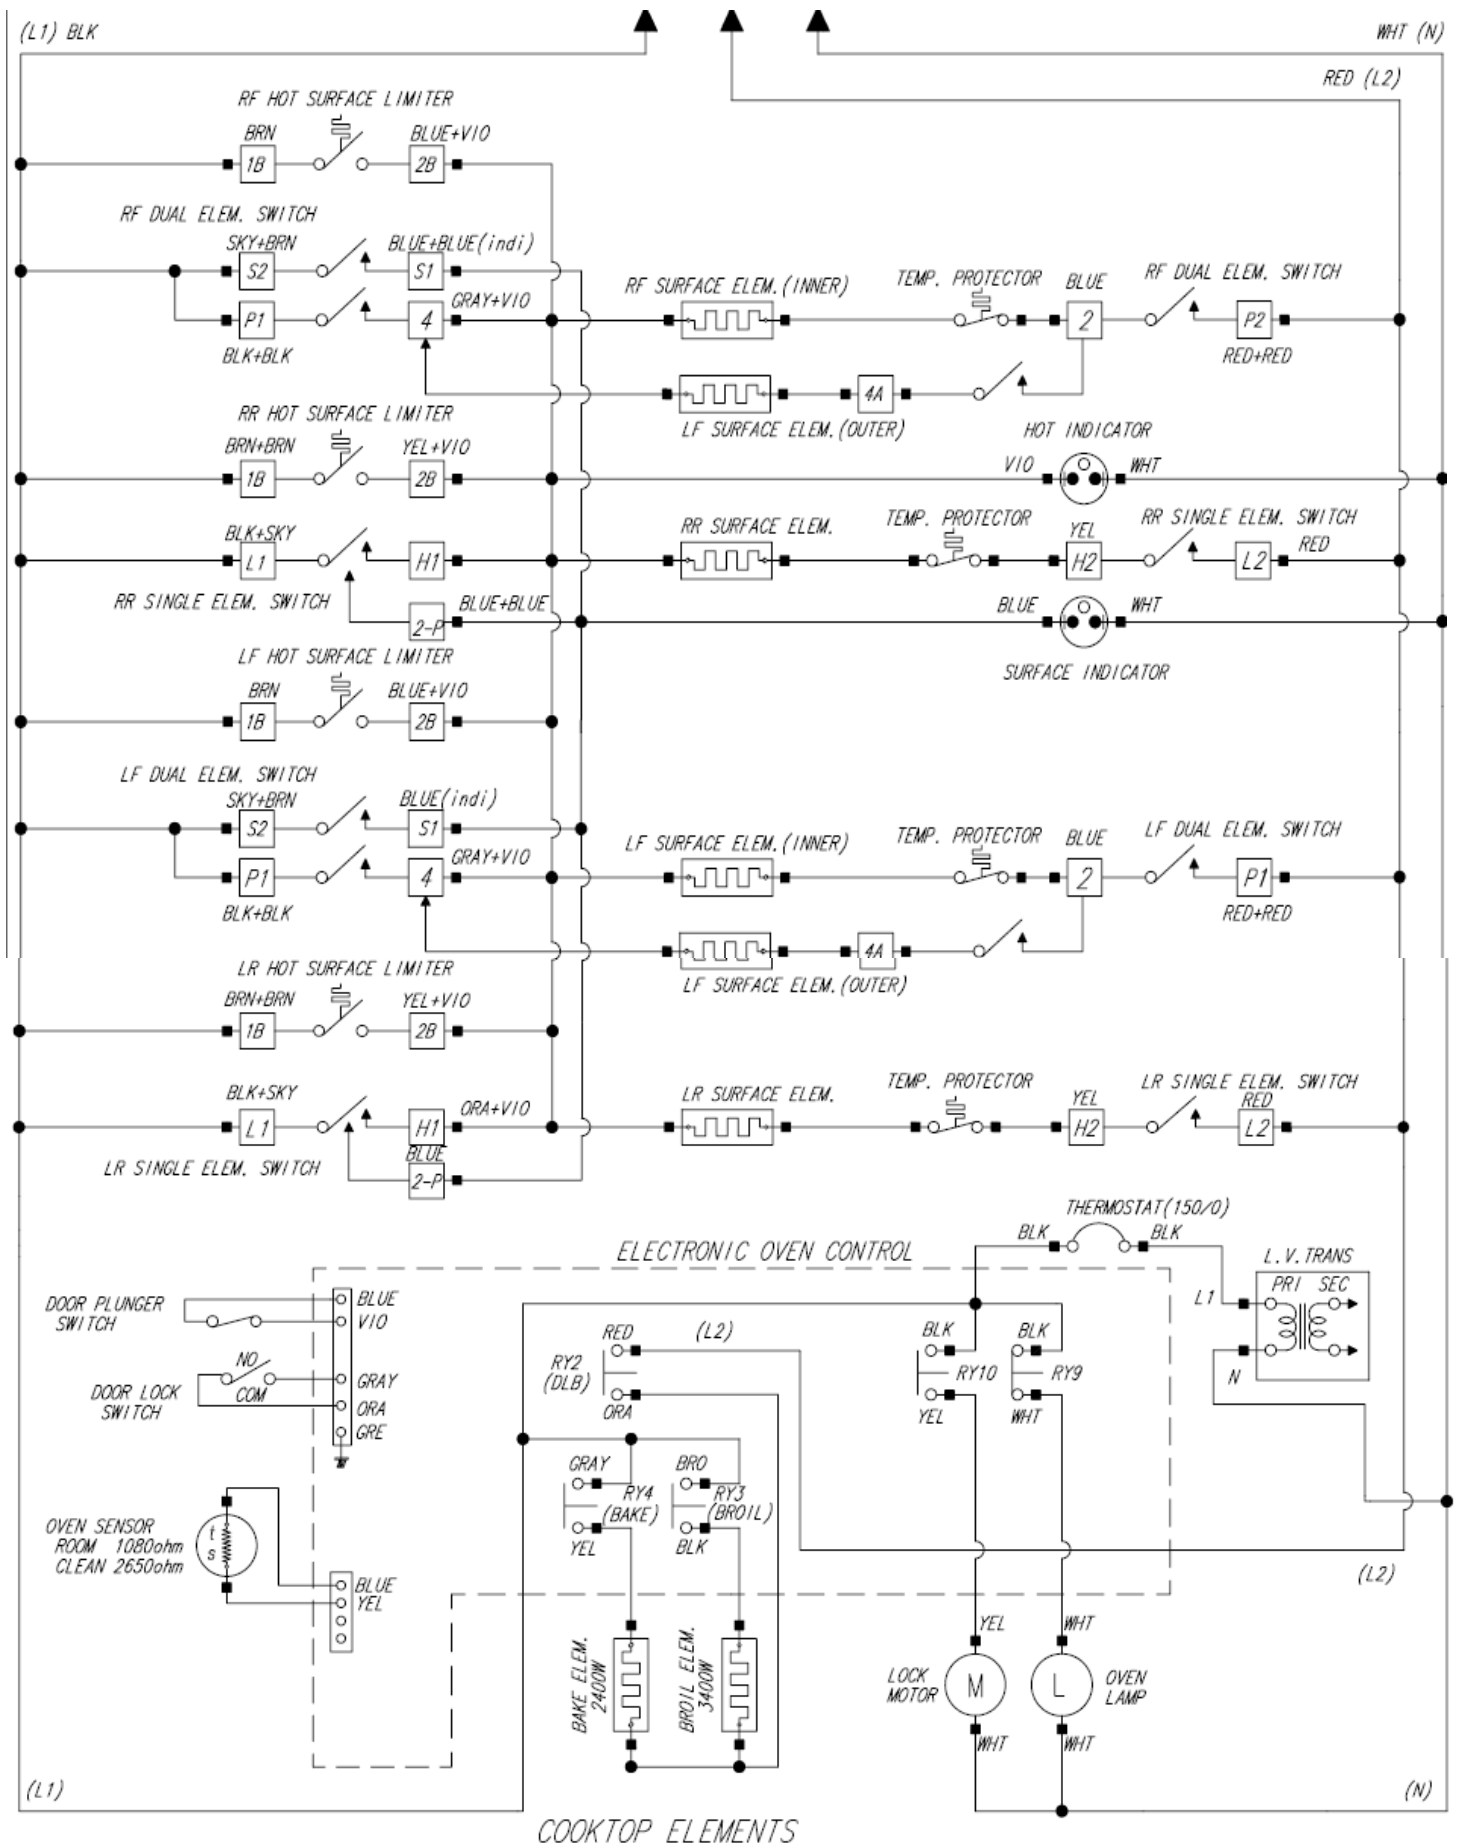 (L1) BLK
WHT (N)
RED (L2)
RF HOT SURFACE LIMITER
BRN
BLUE+VIO
1B
2B
RF DUAL ELEM. SWITCH
SKY+BRN
BLUE+BLUE(indi)
S2
S1
GRAY+VIO
P1
4
BLK+BLK
RF SURFACE ELEM.(INNER)
TEMP. PROTECTOR
BLUE
RF DUAL ELEM. SWITCH
2
P2
RED+RED
4A
LF SURFACE ELEM.(OUTER)
RR HOT SURFACE LIMITER
BRN+BRN
YEL+VIO
1B
2B
HOT INDICATOR
VIO
WHT
BLK+SKY
L1
H1
RR SINGLE ELEM. SWITCH
BLUE+BLUE
2-P
RR SURFACE ELEM.
TEMP. PROTECTOR
YEL
RR SINGLE ELEM. SWITCH
RED
H2
L2
BLUE
WHT
SURFACE INDICATOR
LF HOT SURFACE LIMITER
BRN
BLUE+VIO
1B
2B
LF DUAL ELEM. SWITCH
SKY+BRN
BLUE(indi)
S2
S1
GRAY+VIO
P1
4
BLK+BLK
LF SURFACE ELEM.(INNER)
TEMP. PROTECTOR
BLUE
LF DUAL ELEM. SWITCH
2
P1
RED+RED
4A
LF SURFACE ELEM.(OUTER)
LR HOT SURFACE LIMITER
BRN+BRN
YEL+VIO
1B
2B
BLK+SKY
ORA+VIO
L1
H1
BLUE
LR SINGLE ELEM. SWITCH
2-P
LR SURFACE ELEM.
TEMP. PROTECTOR
YEL
LR SINGLE ELEM. SWITCH
RED
H2
L2
THERMOSTAT(150/0)
BLK
BLK
ELECTRONIC OVEN CONTROL
L.V.TRANS
PRI SEC
L1
N
DOOR PLUNGER
SWITCH
BLUE
VIO
NO
COM
DOOR LOCK
SWITCH
GRAY
ORA
GRE
RED
(L2)
RY2
(DLB)
ORA
BLK
BLK
RY10
RY9
YEL
WHT
GRAY
BRO
RY4
(BAKE)
RY3
(BROIL)
YEL
BLK
OVEN SENSOR
ROOM 1080ohm
CLEAN 2650ohm
t
s
BLUE
YEL
(L2)
BAKE ELEM.
2400W
BROIL ELEM.
3400W
YEL
WHT
LOCK
MOTOR
M
L
OVEN
LAMP
WHT
WHT
(L1)
(N)
COOKTOP ELEMENTS